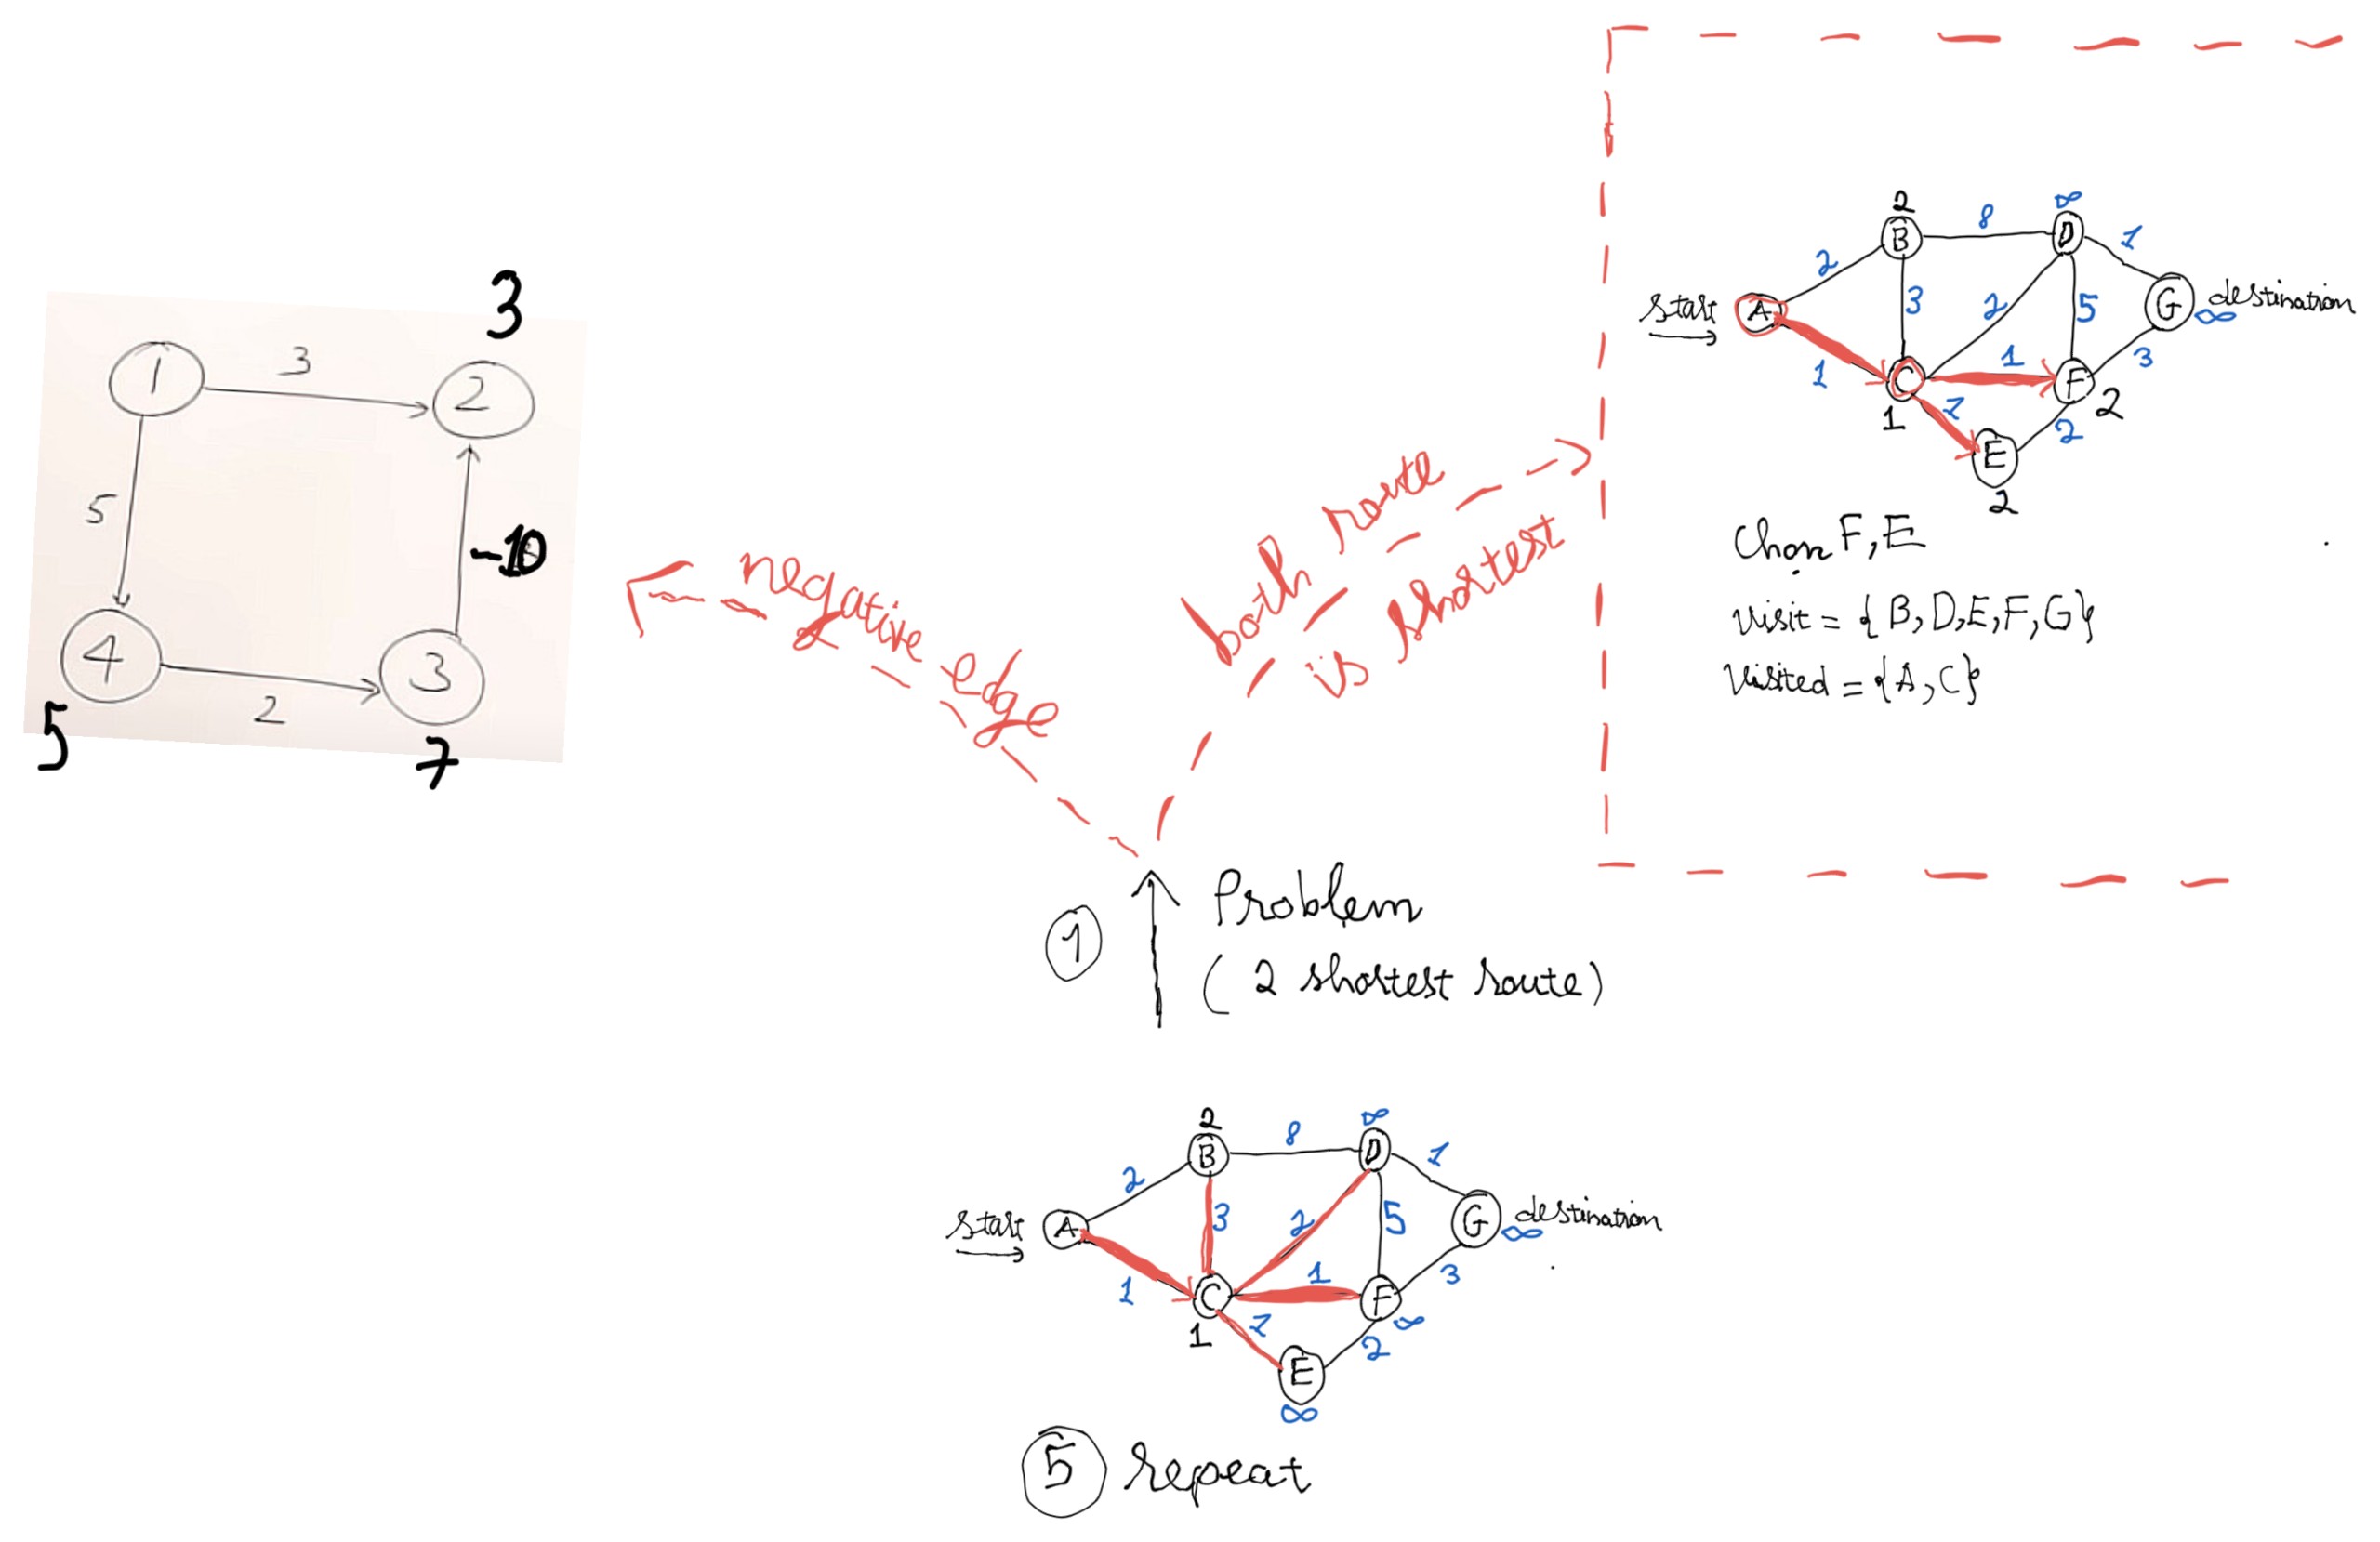 3
1
3
2
5
-10
4
2
3
5
7
negative edge
both route
is shortest
2
8
∞
1
B
D
2
start
A
3
2
5
G
destination
∞
1
C
1
F
3
1
1
2
2
E
2
Chọn F, E
Visit = { B, D, E, F, G }
Visited = { A, C }
1
Problem
( 2 shortest route )
2
8
∞
1
B
D
2
start
A
3
2
5
G
destination
∞
1
C
1
F
3
1
1
∞
2
E
∞
5 repeat